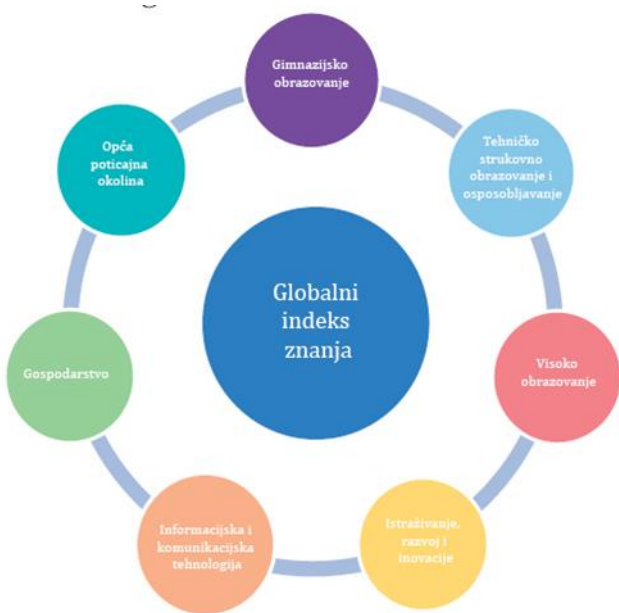 Gimnazijsko
obrazovanje
Tehničko
strukovno
obrazovanje i
osposobljavanje
Visoko
obrazovanje
Istraživanje,
razvoj i
inovacije
Informacijska i
komunikacijska
tehnologija
Gospodarstvo
Opća
poticajna
okolina
Globalni
indeks
znanja